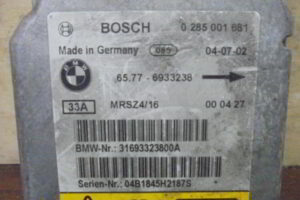 BOSCH 0 285 001 681
Made in Germany 04-07-02
65.77 - 6933238
33A MRSZ4/16 00 04 27
BMW-Nr.: 31693323800A
Serien-Nr.: 04B1845H2187S